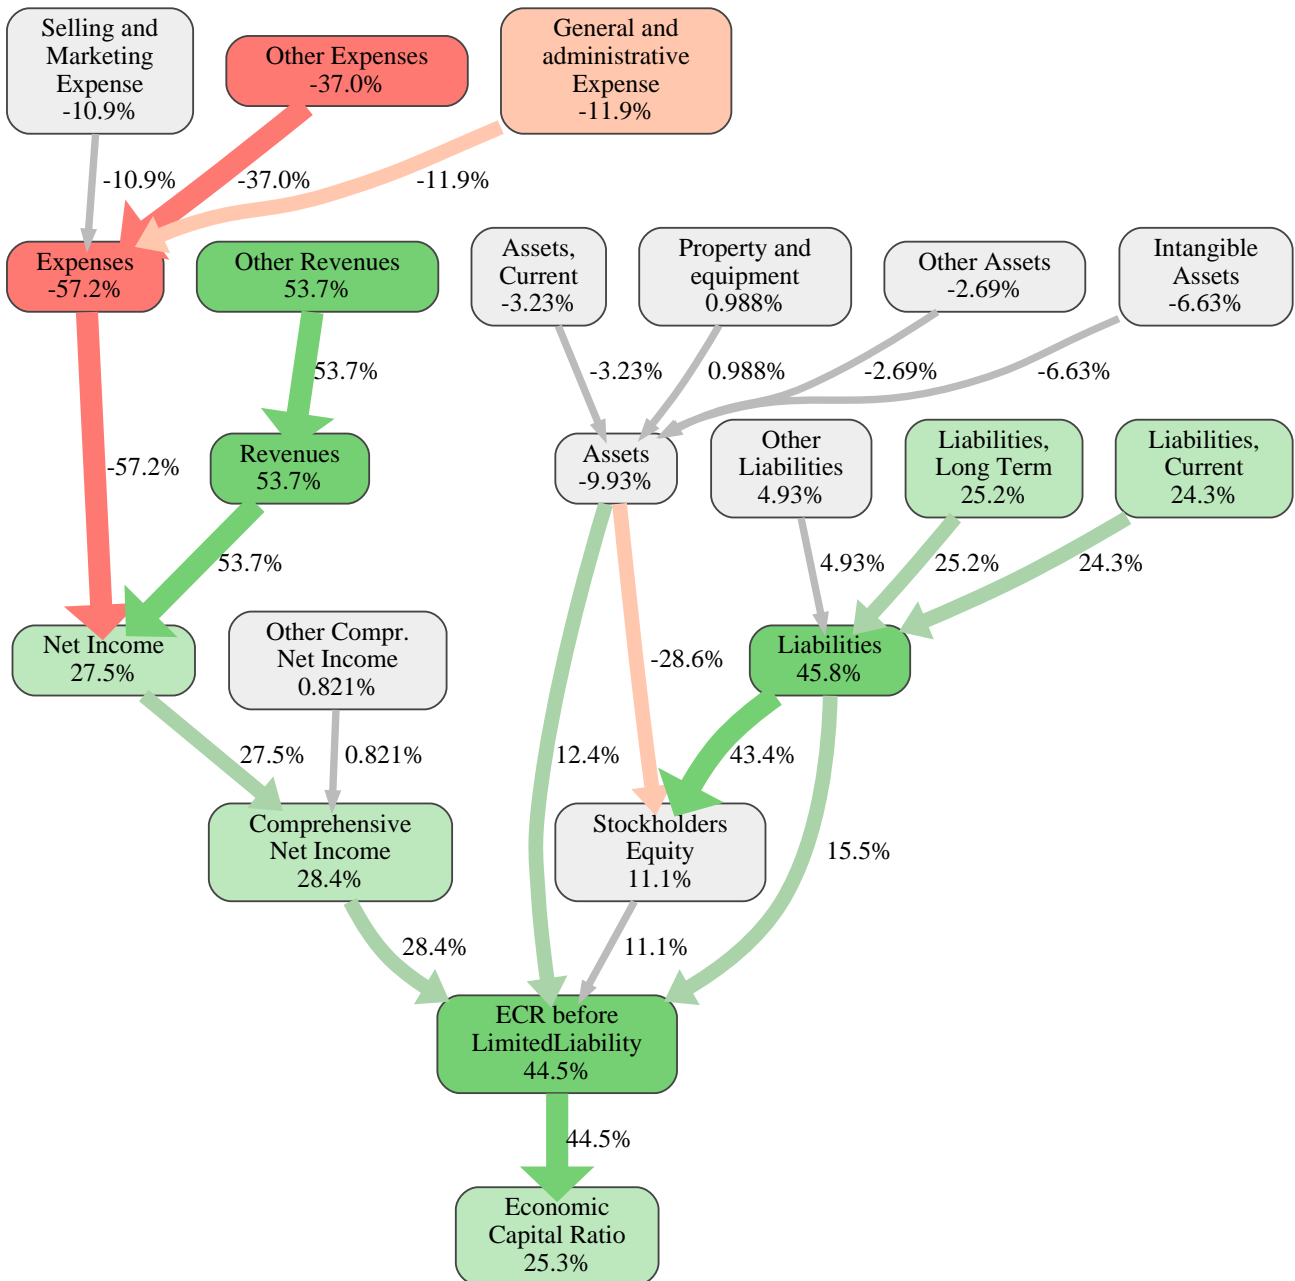 Selling and
Marketing
Expense
-10.9%
Other Expenses
-37.0%
General and
administrative
Expense
-11.9%
-10.9%
-37.0%
-11.9%
Expenses
-57.2%
Other Revenues
53.7%
Assets,
Current
-3.23%
Property and
equipment
0.988%
Other Assets
-2.69%
Intangible
Assets
-6.63%
53.7%
-3.23%
0.988%
-2.69%
-6.63%
-57.2%
Revenues
53.7%
Assets
-9.93%
Other
Liabilities
4.93%
Liabilities,
Long Term
25.2%
Liabilities,
Current
24.3%
53.7%
4.93%
25.2%
24.3%
Net Income
27.5%
Other Compr.
Net Income
0.821%
-28.6%
Liabilities
45.8%
27.5%
0.821%
12.4%
43.4%
Comprehensive
Net Income
28.4%
Stockholders
Equity
11.1%
15.5%
28.4%
11.1%
ECR before
LimitedLiability
44.5%
44.5%
Economic
Capital Ratio
25.3%